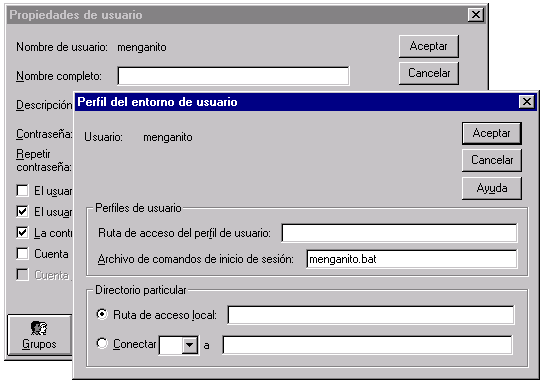 Propiedades de usuario
Nombre de usuario: menganito
Aceptar
Nombre completo:
Cancelar
Descripción
Contraseña:
Repetir
contraseña:
El usua
El usuar
La contr
Cuenta
Cuenta
Grupos
Perfil del entorno de usuario
Usuario: menganito
Aceptar
Cancelar
Ayuda
Perfiles de usuario
Ruta de acceso del perfil de usuario:
Archivo de comandos de inicio de sesión: menganito.bat
Directorio particular
Ruta de acceso local:
Conectar a